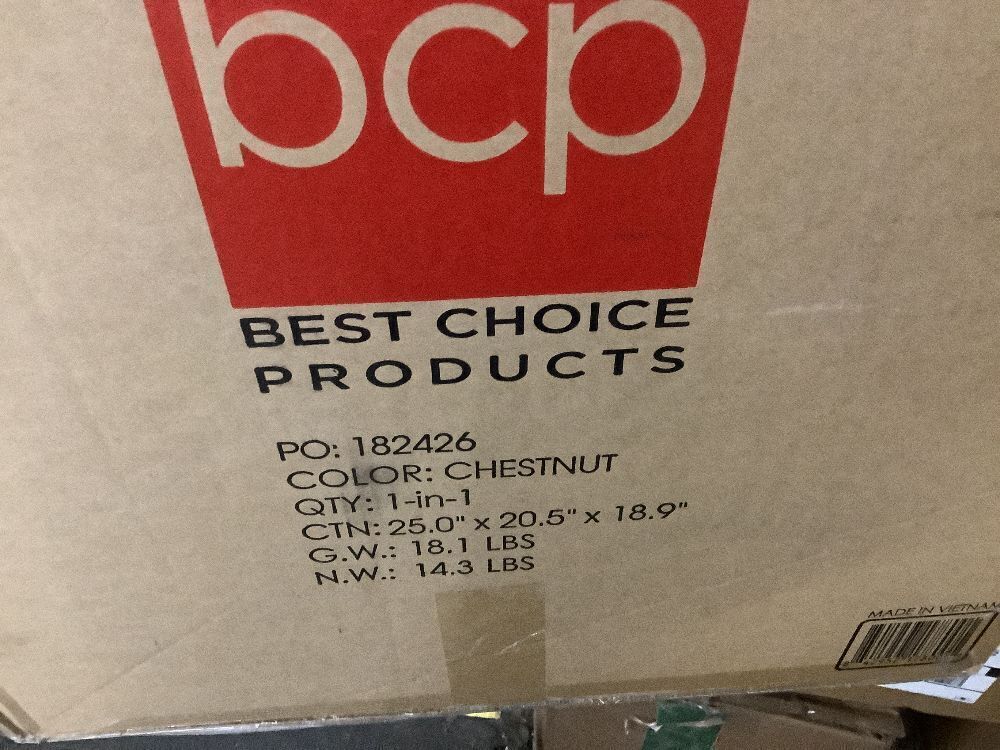 bcp
BEST CHOICE
PRODUCTS
PO: 182426
COLOR: CHESTNUT
QTY: 1-in-1
CTN: 25.0" x 20.5" x 18.9"
G.W.: 18.1 LBS
N.W.: 14.3 LBS
MADE IN VIETNAM